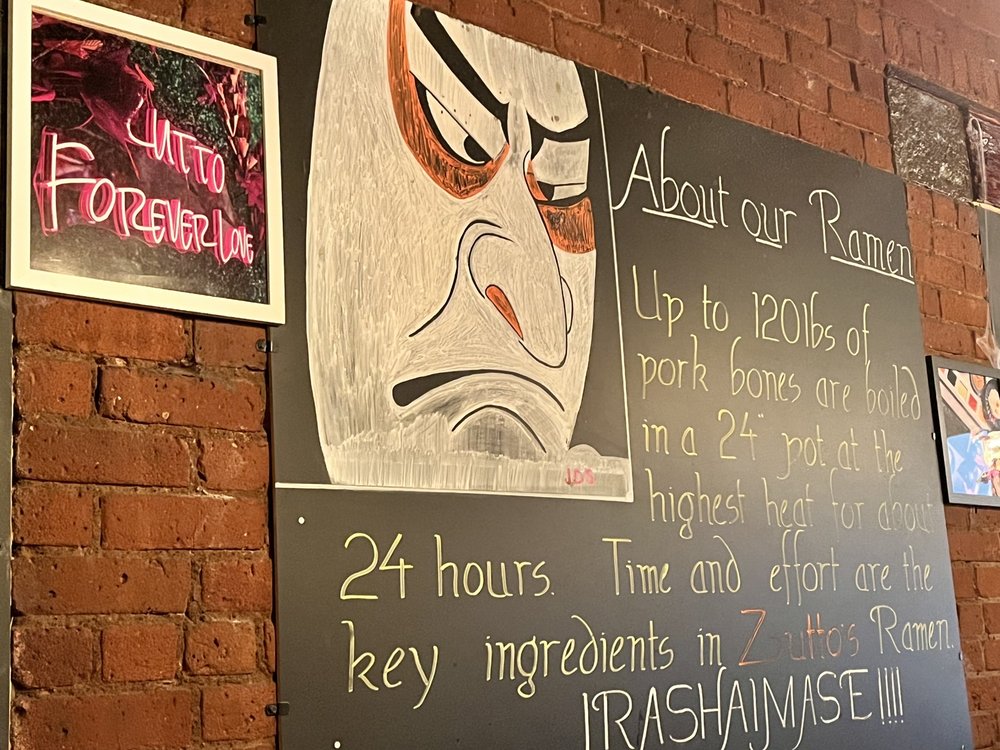 ZUTTO
FOREVER LOVE
About our Ramen
Up to 120lbs of
pork bones are boiled
in a 24" pot at the
highest heat for about
24 hours. Time and effort are the
key ingredients in Zutto's Ramen.
IRASHAIMASE!!!!
J.D.S